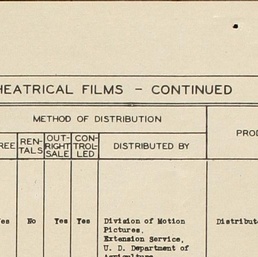 HEATRICAL FILMS - CONTINUED
METHOD OF DISTRIBUTION
REE
REN-
TALS
OUT-
RIGHT
SALE
CON-
TROL-
LED
DISTRIBUTED BY
PROD
es No Yes Yes Division of Motion Distribut
Pictures,
Extension Service,
U. D. Department of
Agriculture